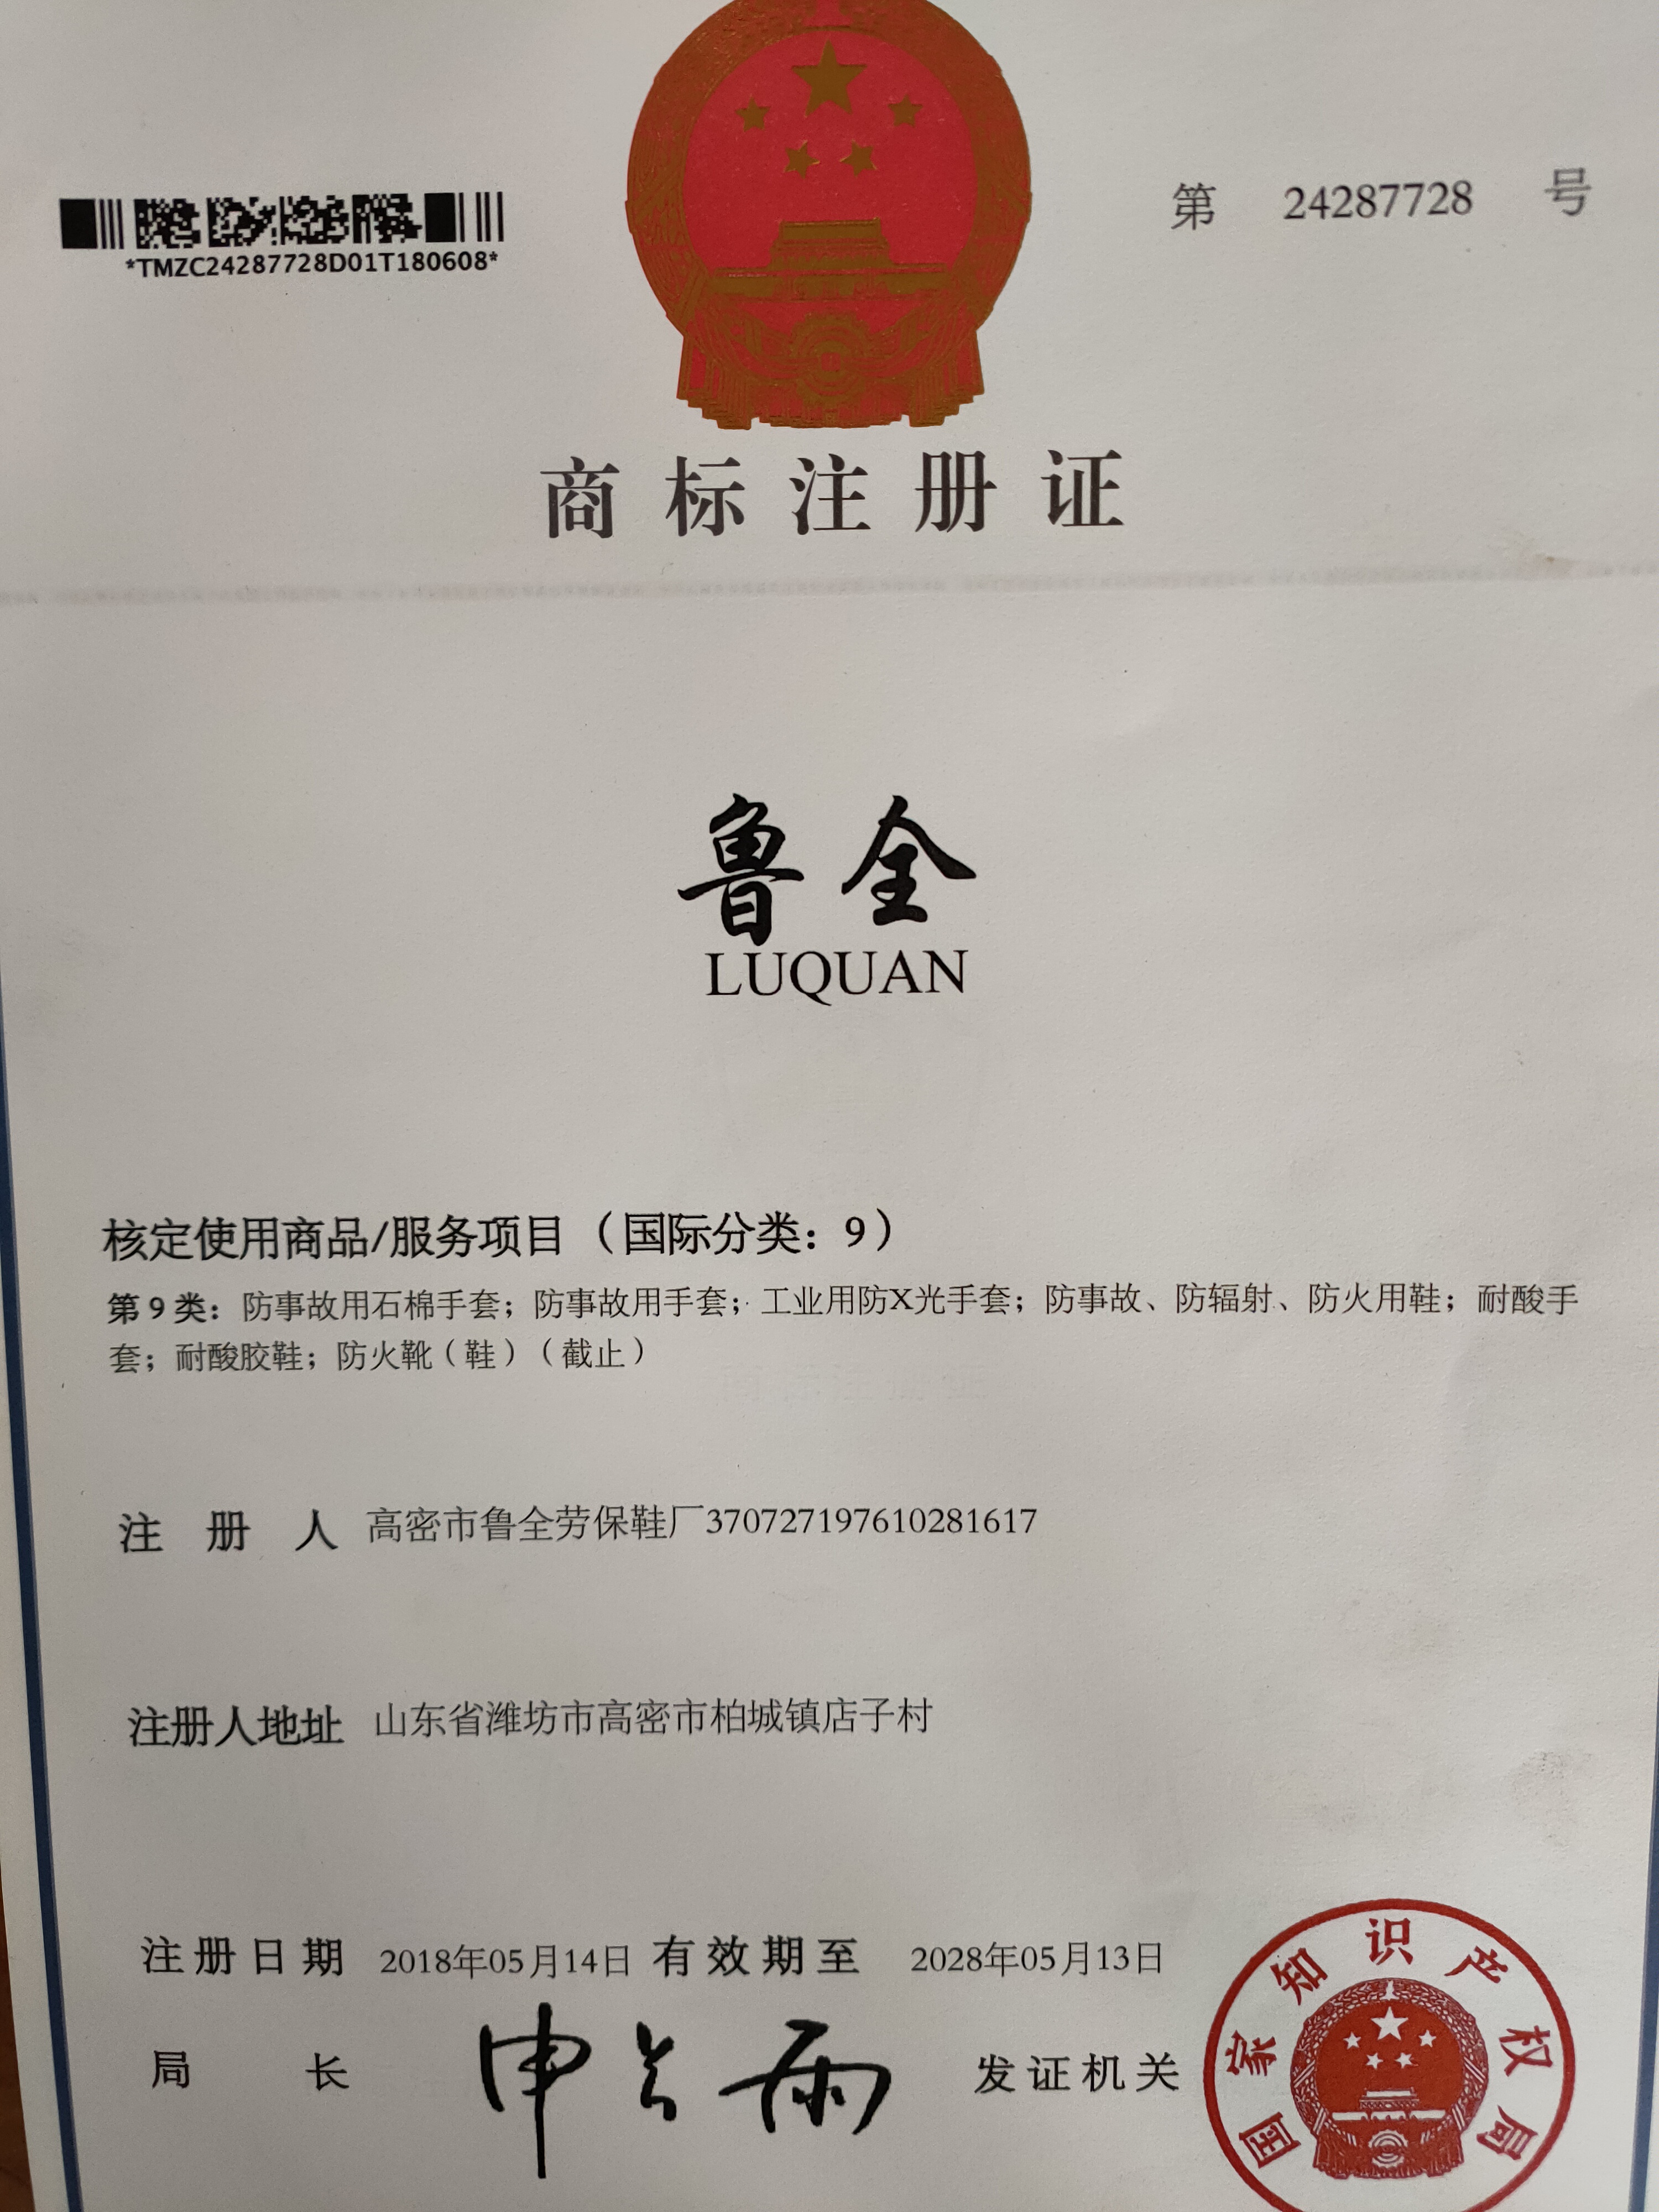 第 24287728 号
*TMZC24287728D01T180608*
商标注册证
鲁全
LUQUAN
核定使用商品/服务项目（国际分类：9）
第9类：防事故用石棉手套；防事故用手套；工业用防X光手套；防事故、防辐射、防火用鞋；耐酸手
套；耐酸胶鞋；防火靴（鞋）（截止）
注册人 高密市鲁全劳保鞋厂370727197610281617
注册人地址 山东省潍坊市高密市柏城镇店子村
注册日期 2018年05月14日 有效期至 2028年05月13日
局长 申长雨 发证机关
国家知识产权局